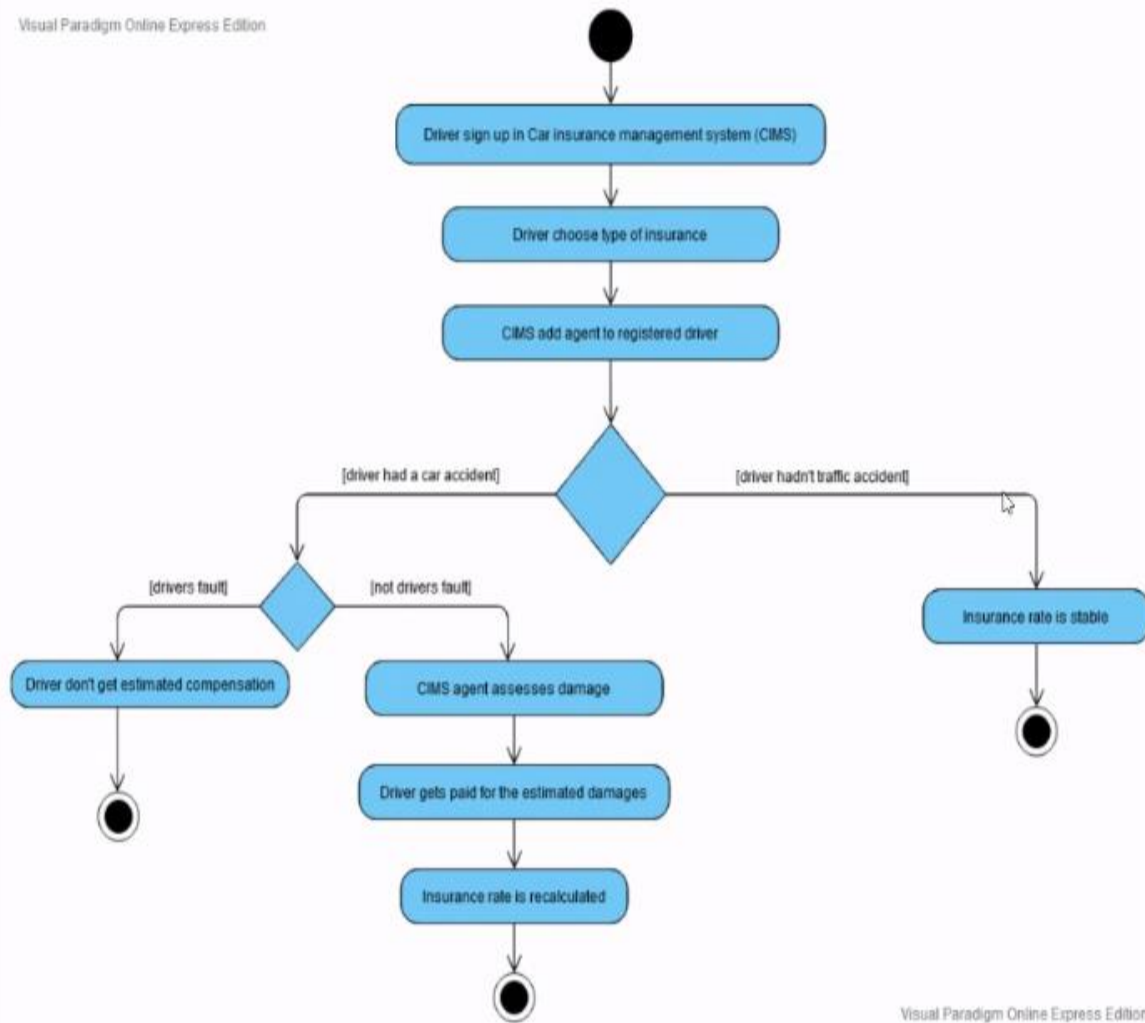 Visual Paradigm Online Express Edition
Driver sign up in Car insurance management system (CIMS)
Driver choose type of insurance
CIMS add agent to registered driver
[driver had a car accident]
[driver hadn't traffic accident]
[drivers fault]
[not drivers fault]
Insurance rate is stable
Driver don't get estimated compensation
CIMS agent assesses damage
Driver gets paid for the estimated damages
Insurance rate is recalculated
Visual Paradigm Online Express Edition